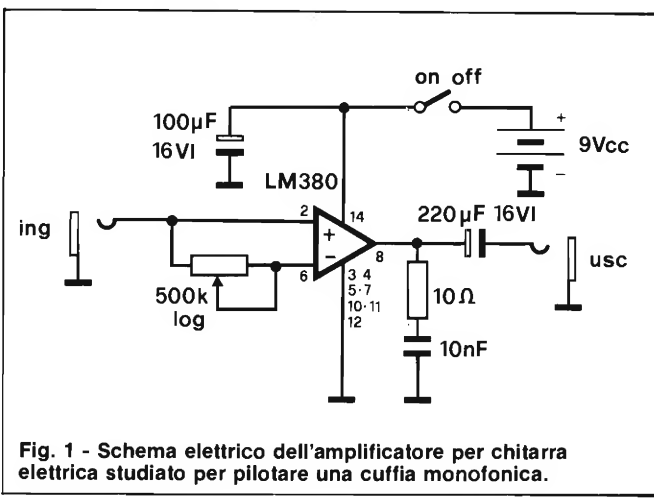 on off
100µF
16Vl
+
9Vcc
−
LM380
ing
2
14
220µF 16Vl
+
−
8
usc
6
3 4
5·7
10·11
12
500k
log
10Ω
10nF
Fig. 1 - Schema elettrico dell'amplificatore per chitarra
elettrica studiato per pilotare una cuffia monofonica.